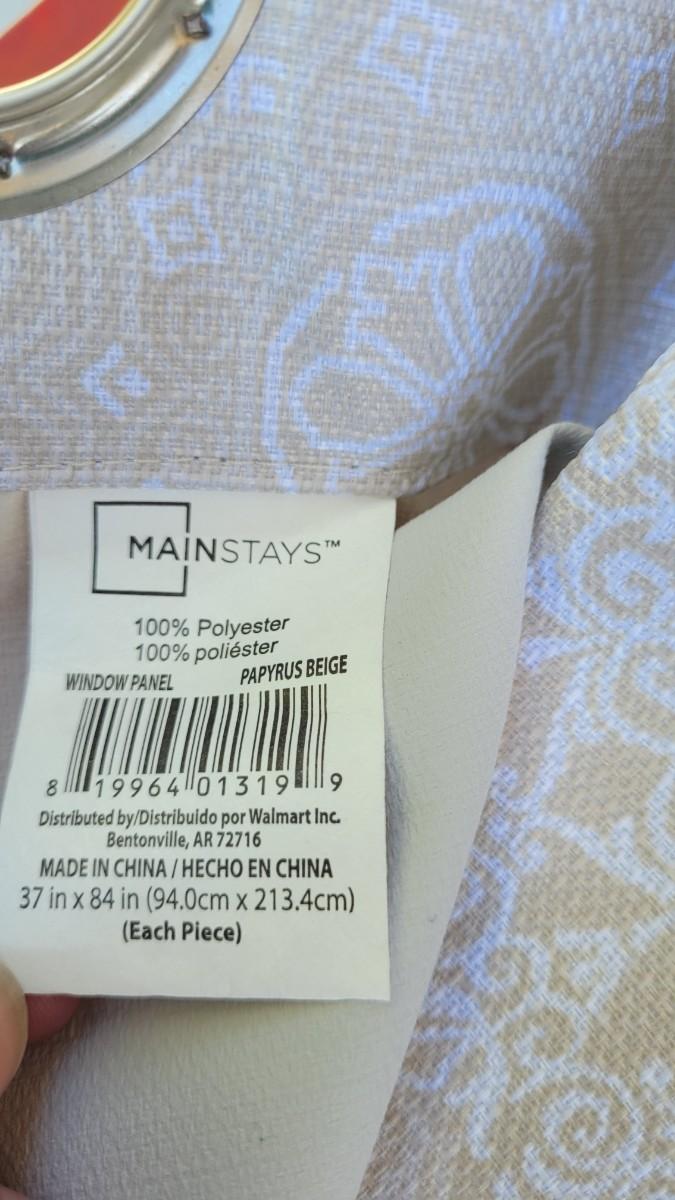 MAINSTAYS™
100% Polyester
100% poliéster
WINDOW PANEL PAPYRUS BEIGE
8 19964 01319 9
Distributed by/Distribuido por Walmart Inc.
Bentonville, AR 72716
MADE IN CHINA / HECHO EN CHINA
37 in x 84 in (94.0cm x 213.4cm)
(Each Piece)